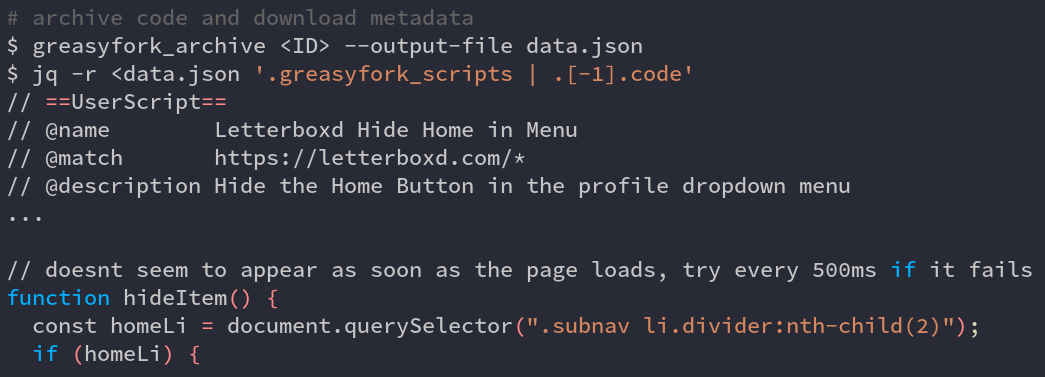 # archive code and download metadata
$ greasyfork_archive <ID> --output-file data.json
$ jq -r <data.json '.greasyfork_scripts | .[-1].code'
// ==UserScript==
// @name        Letterboxd Hide Home in Menu
// @match       https://letterboxd.com/*
// @description Hide the Home Button in the profile dropdown menu
...
// doesnt seem to appear as soon as the page loads, try every 500ms if it fails
function hideItem() {
  const homeLi = document.querySelector(".subnav li.divider:nth-child(2)");
  if (homeLi) {